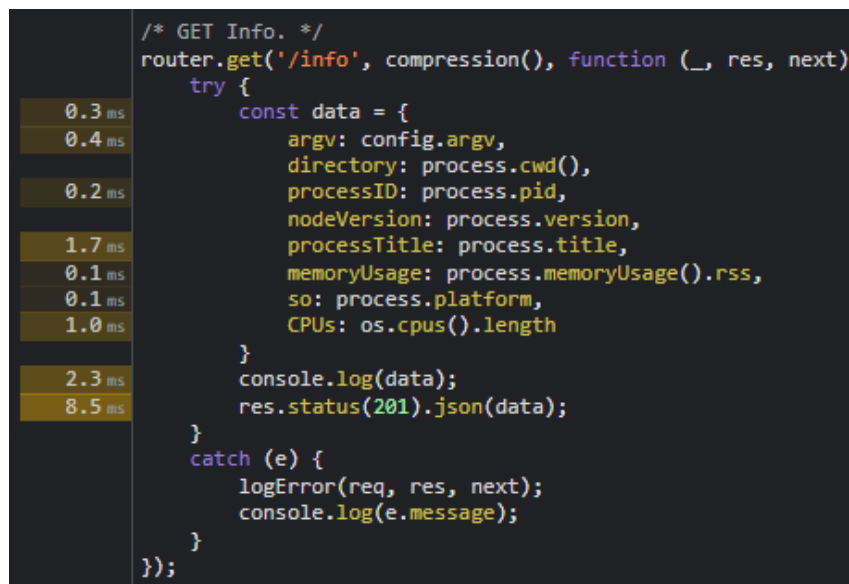 /* GET Info. */
router.get('/info', compression(), function (_, res, next)
try {
0.3 ms const data = {
0.4 ms argv: config.argv,
directory: process.cwd(),
0.2 ms processID: process.pid,
nodeVersion: process.version,
1.7 ms processTitle: process.title,
0.1 ms memoryUsage: process.memoryUsage().rss,
0.1 ms so: process.platform,
1.0 ms CPUs: os.cpus().length
}
2.3 ms console.log(data);
8.5 ms res.status(201).json(data);
}
catch (e) {
logError(req, res, next);
console.log(e.message);
}
});